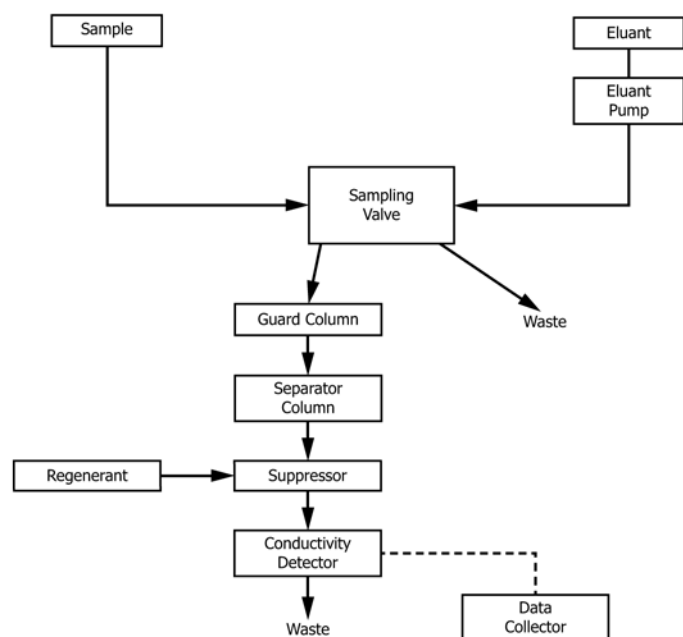 Sample
Eluant
Eluant
Pump
Sampling
Valve
Guard Column
Waste
Separator
Column
Regenerant
Suppressor
Conductivity
Detector
Data
Collector
Waste